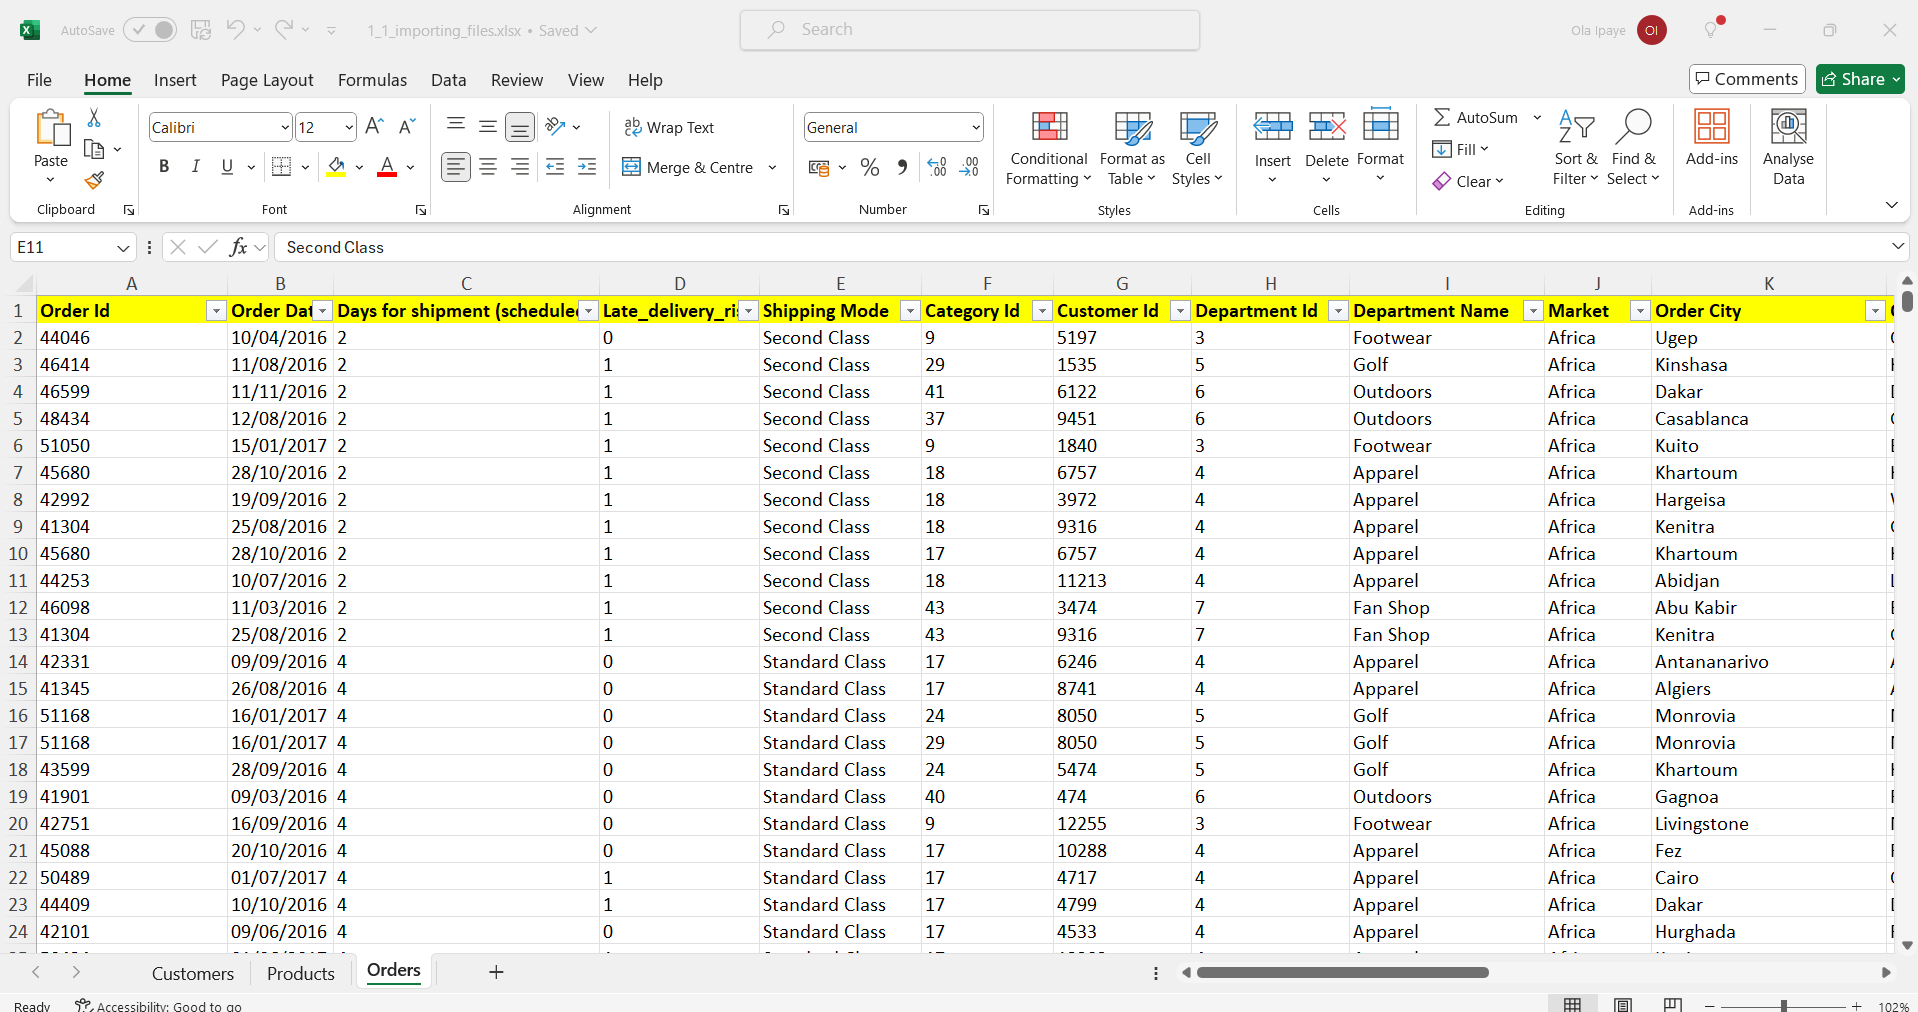 AutoSave 1_1_importing_files.xlsx • Saved Search Ola Ipaye OI
File Home Insert Page Layout Formulas Data Review View Help Comments Share
Paste Calibri 12 Wrap Text General Conditional Formatting Format as Table Cell Styles Insert Delete Format AutoSum Fill Clear Sort & Filter Find & Select Add-ins Analyse Data
B I U A Merge & Centre %
Clipboard Font Alignment Number Styles Cells Editing Add-ins
E11 fx Second Class
A B C D E F G H I J K
1 Order Id Order Dat Days for shipment (schedule Late_delivery_ri Shipping Mode Category Id Customer Id Department Id Department Name Market Order City
2 44046 10/04/2016 2 0 Second Class 9 5197 3 Footwear Africa Ugep
3 46414 11/08/2016 2 1 Second Class 29 1535 5 Golf Africa Kinshasa
4 46599 11/11/2016 2 1 Second Class 41 6122 6 Outdoors Africa Dakar
5 48434 12/08/2016 2 1 Second Class 37 9451 6 Outdoors Africa Casablanca
6 51050 15/01/2017 2 1 Second Class 9 1840 3 Footwear Africa Kuito
7 45680 28/10/2016 2 1 Second Class 18 6757 4 Apparel Africa Khartoum
8 42992 19/09/2016 2 1 Second Class 18 3972 4 Apparel Africa Hargeisa
9 41304 25/08/2016 2 1 Second Class 18 9316 4 Apparel Africa Kenitra
10 45680 28/10/2016 2 1 Second Class 17 6757 4 Apparel Africa Khartoum
11 44253 10/07/2016 2 1 Second Class 18 11213 4 Apparel Africa Abidjan
12 46098 11/03/2016 2 1 Second Class 43 3474 7 Fan Shop Africa Abu Kabir
13 41304 25/08/2016 2 1 Second Class 43 9316 7 Fan Shop Africa Kenitra
14 42331 09/09/2016 4 0 Standard Class 17 6246 4 Apparel Africa Antananarivo
15 41345 26/08/2016 4 0 Standard Class 17 8741 4 Apparel Africa Algiers
16 51168 16/01/2017 4 0 Standard Class 24 8050 5 Golf Africa Monrovia
17 51168 16/01/2017 4 0 Standard Class 29 8050 5 Golf Africa Monrovia
18 43599 28/09/2016 4 0 Standard Class 24 5474 5 Golf Africa Khartoum
19 41901 09/03/2016 4 0 Standard Class 40 474 6 Outdoors Africa Gagnoa
20 42751 16/09/2016 4 0 Standard Class 9 12255 3 Footwear Africa Livingstone
21 45088 20/10/2016 4 0 Standard Class 17 10288 4 Apparel Africa Fez
22 50489 01/07/2017 4 1 Standard Class 17 4717 4 Apparel Africa Cairo
23 44409 10/10/2016 4 1 Standard Class 17 4799 4 Apparel Africa Dakar
24 42101 09/06/2016 4 0 Standard Class 17 4533 4 Apparel Africa Hurghada
Customers Products Orders
Ready Accessibility: Good to go 102%